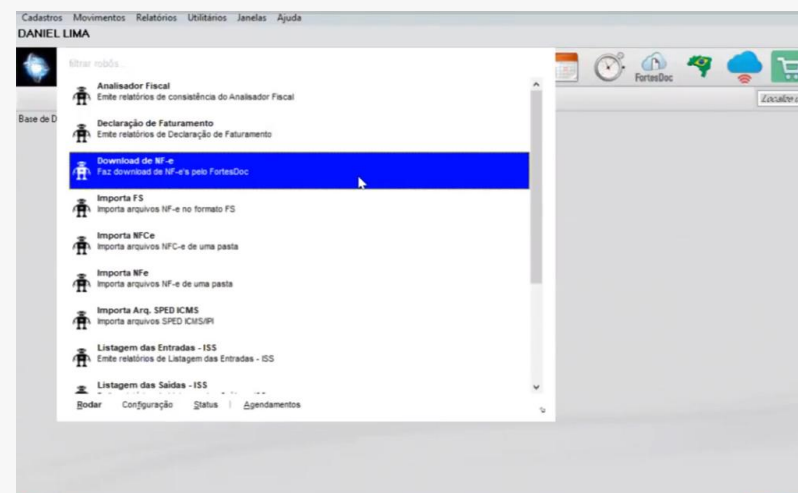 Cadastros Movimentos Relatórios Utilitários Janelas Ajuda
DANIEL LIMA
filtrar robôs
FortesDoc
Localize
Base de D
Analisador Fiscal
Emite relatórios de consistência do Analisador Fiscal
Declaração de Faturamento
Emite relatórios de Declaração de Faturamento
Download de NF-e
Faz download de NF-e's pelo FortesDoc
Importa FS
Importa arquivos NF-e no formato FS
Importa NFCe
Importa arquivos NFC-e de uma pasta
Importa NFe
Importa arquivos NF-e de uma pasta
Importa Arq. SPED ICMS
Importa arquivos SPED ICMS/IPI
Listagem das Entradas - ISS
Emite relatórios de Listagem das Entradas - ISS
Listagem das Saídas - ISS
Rodar Configuração Status | Agendamentos